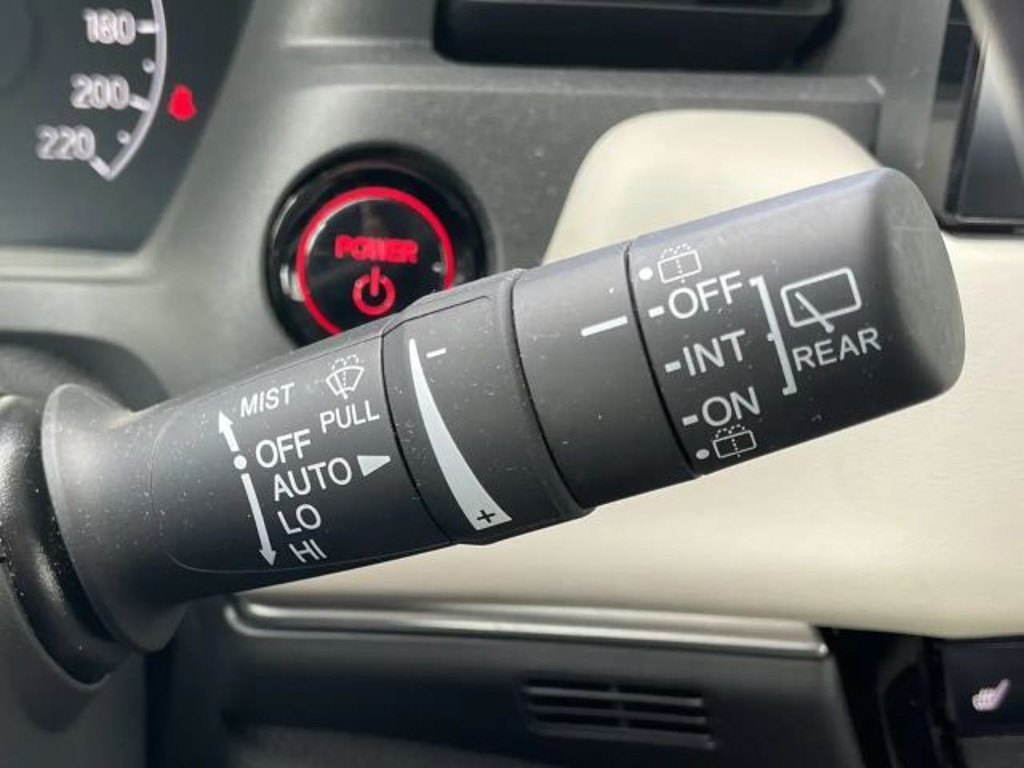 180
200
220
POWER
MIST
PULL
OFF
AUTO
LO
HI
-
+
OFF
INT
ON
REAR